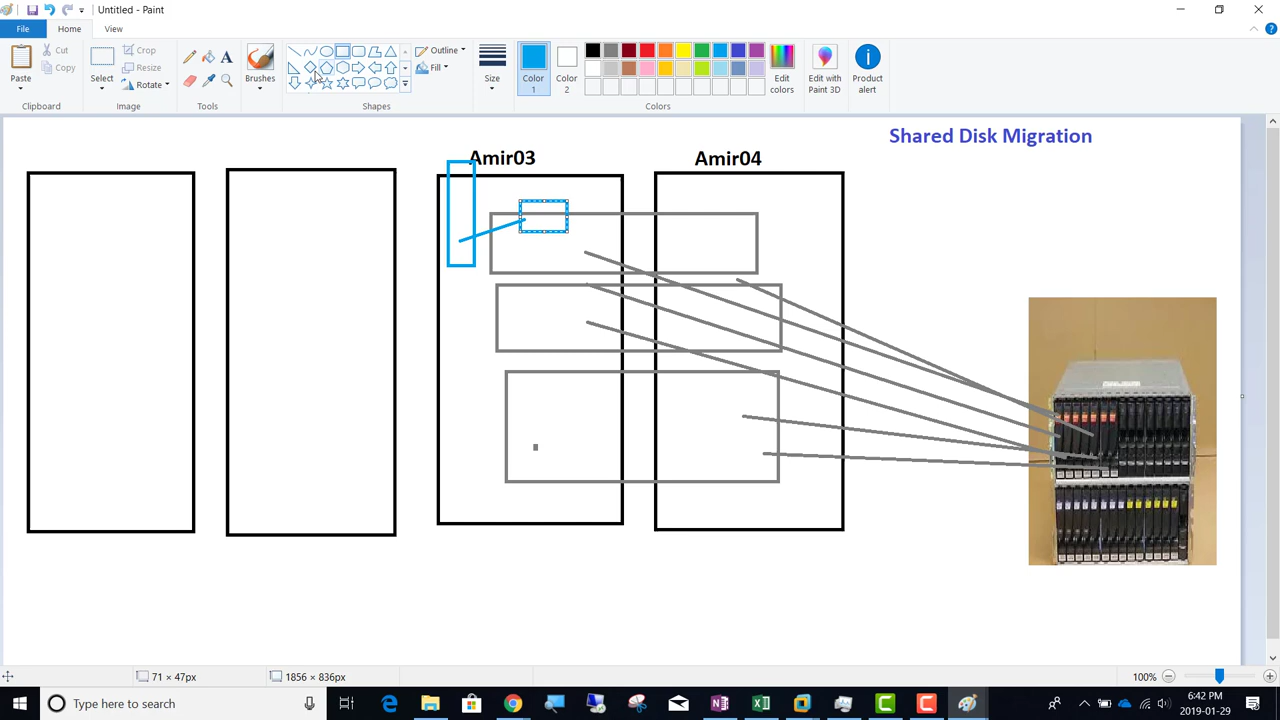 Untitled - Paint
File
Home
View
Paste
Cut
Copy
Clipboard
Select
Crop
Resize
Rotate
Image
Tools
Brushes
Outline
Fill
Shapes
Size
Color
1
Color
2
Edit
colors
Edit with
Paint 3D
Product
alert
Colors
Shared Disk Migration
Amir03
Amir04
71 × 47px
1856 × 836px
100%
Type here to search
6:42 PM
2019-01-29